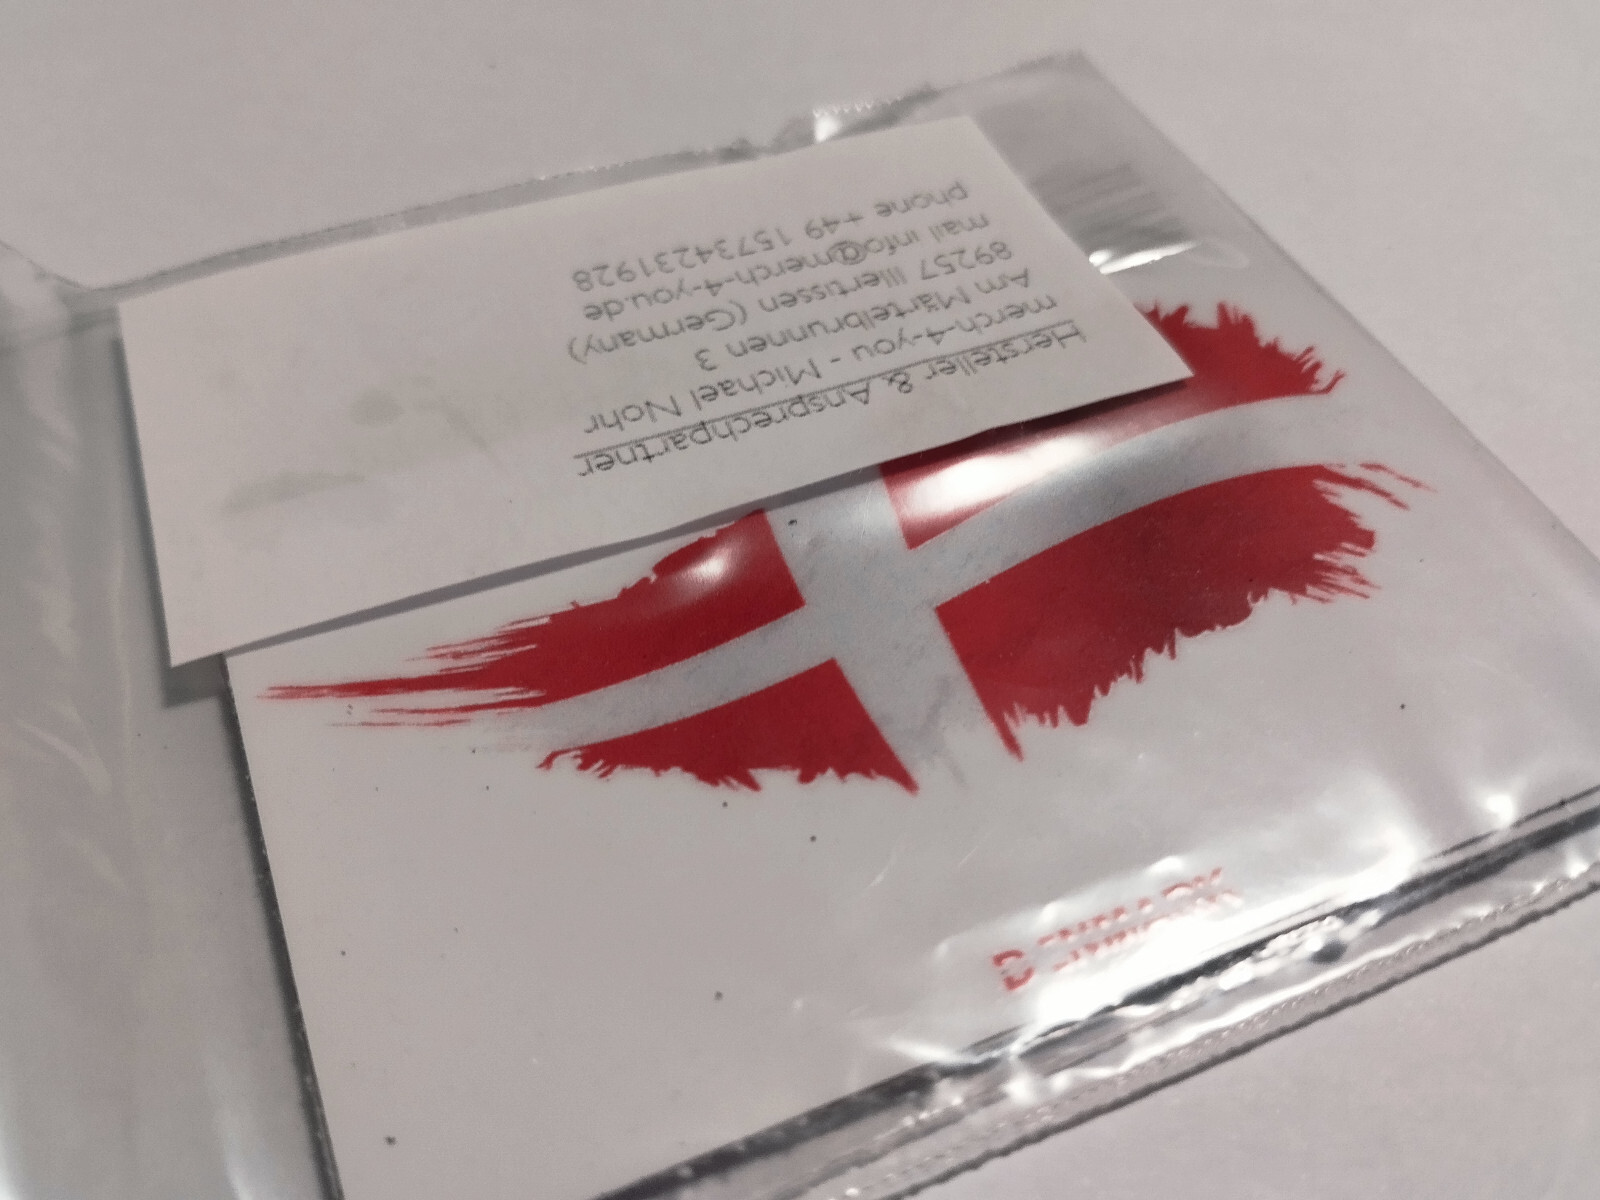 Hersteller & Ansprechpartner
merch-4-you - Michael Nohr
Am Märtelbrunnen 3
89257 Illertissen (Germany)
mail info@merch-4-you.de
phone +49 15734231928
DENMARK